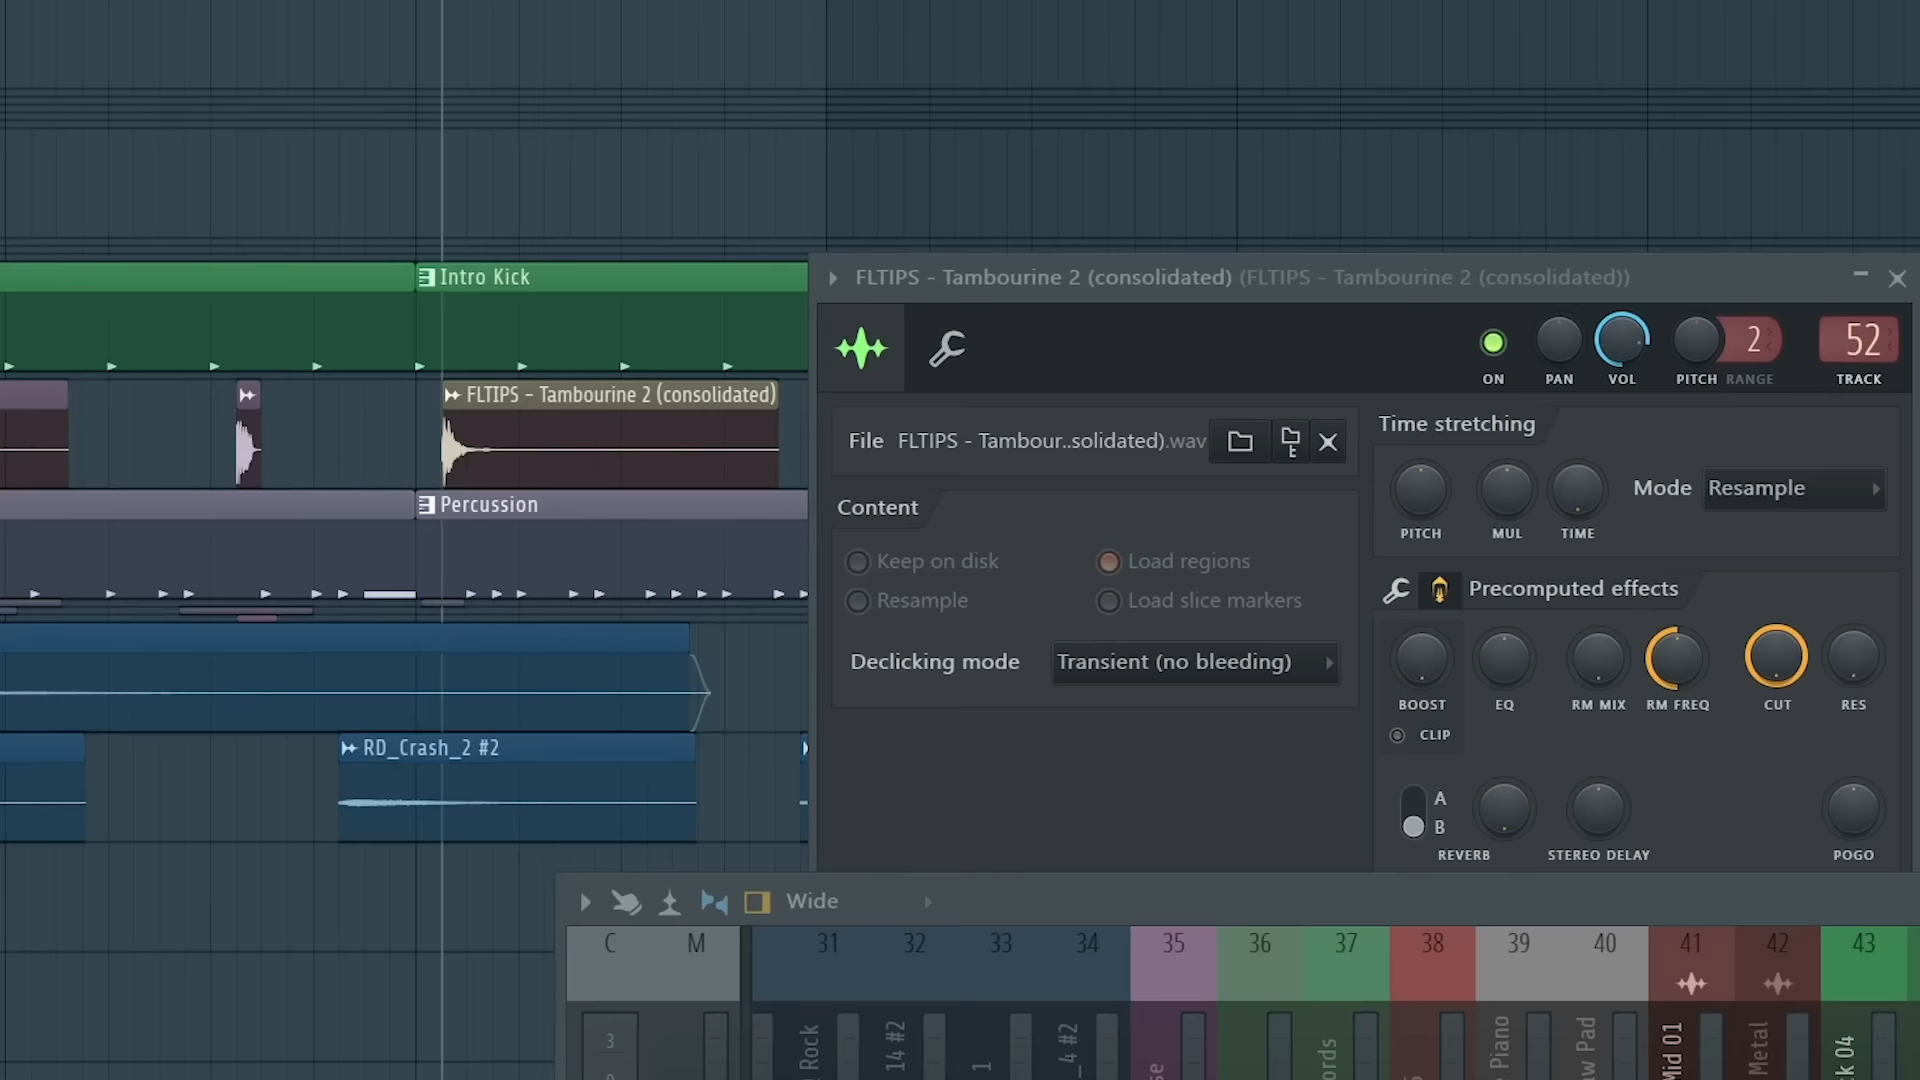 Intro Kick
FLTIPS - Tambourine 2 (consolidated)
Percussion
RD_Crash_2 #2
FLTIPS - Tambourine 2 (consolidated) (FLTIPS - Tambourine 2 (consolidated))
ON
PAN
VOL
PITCH
RANGE
2
52
TRACK
File FLTIPS - Tambour..solidated).wav
Content
Keep on disk
Load regions
Resample
Load slice markers
Declicking mode
Transient (no bleeding)
Time stretching
PITCH
MUL
TIME
Mode
Resample
Precomputed effects
BOOST
EQ
RM MIX
RM FREQ
CUT
RES
CLIP
A
B
REVERB
STEREO DELAY
POGO
Wide
C M 31 32 33 34 35 36 37 38 39 40 41 42 43
3
Rock
14 #2
1
_4 #2
Piano
Pad
Mid 01
Metal
k 04